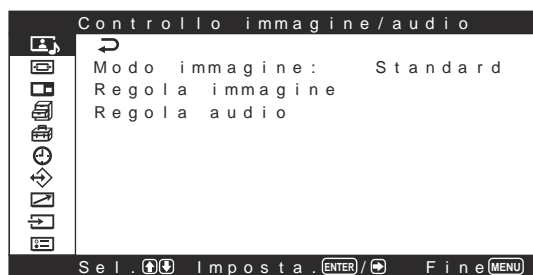 Controllo immagine/audio
Modo immagine: Standard
Regola immagine
Regola audio
Sel. Imposta. ENTER/ Fine MENU